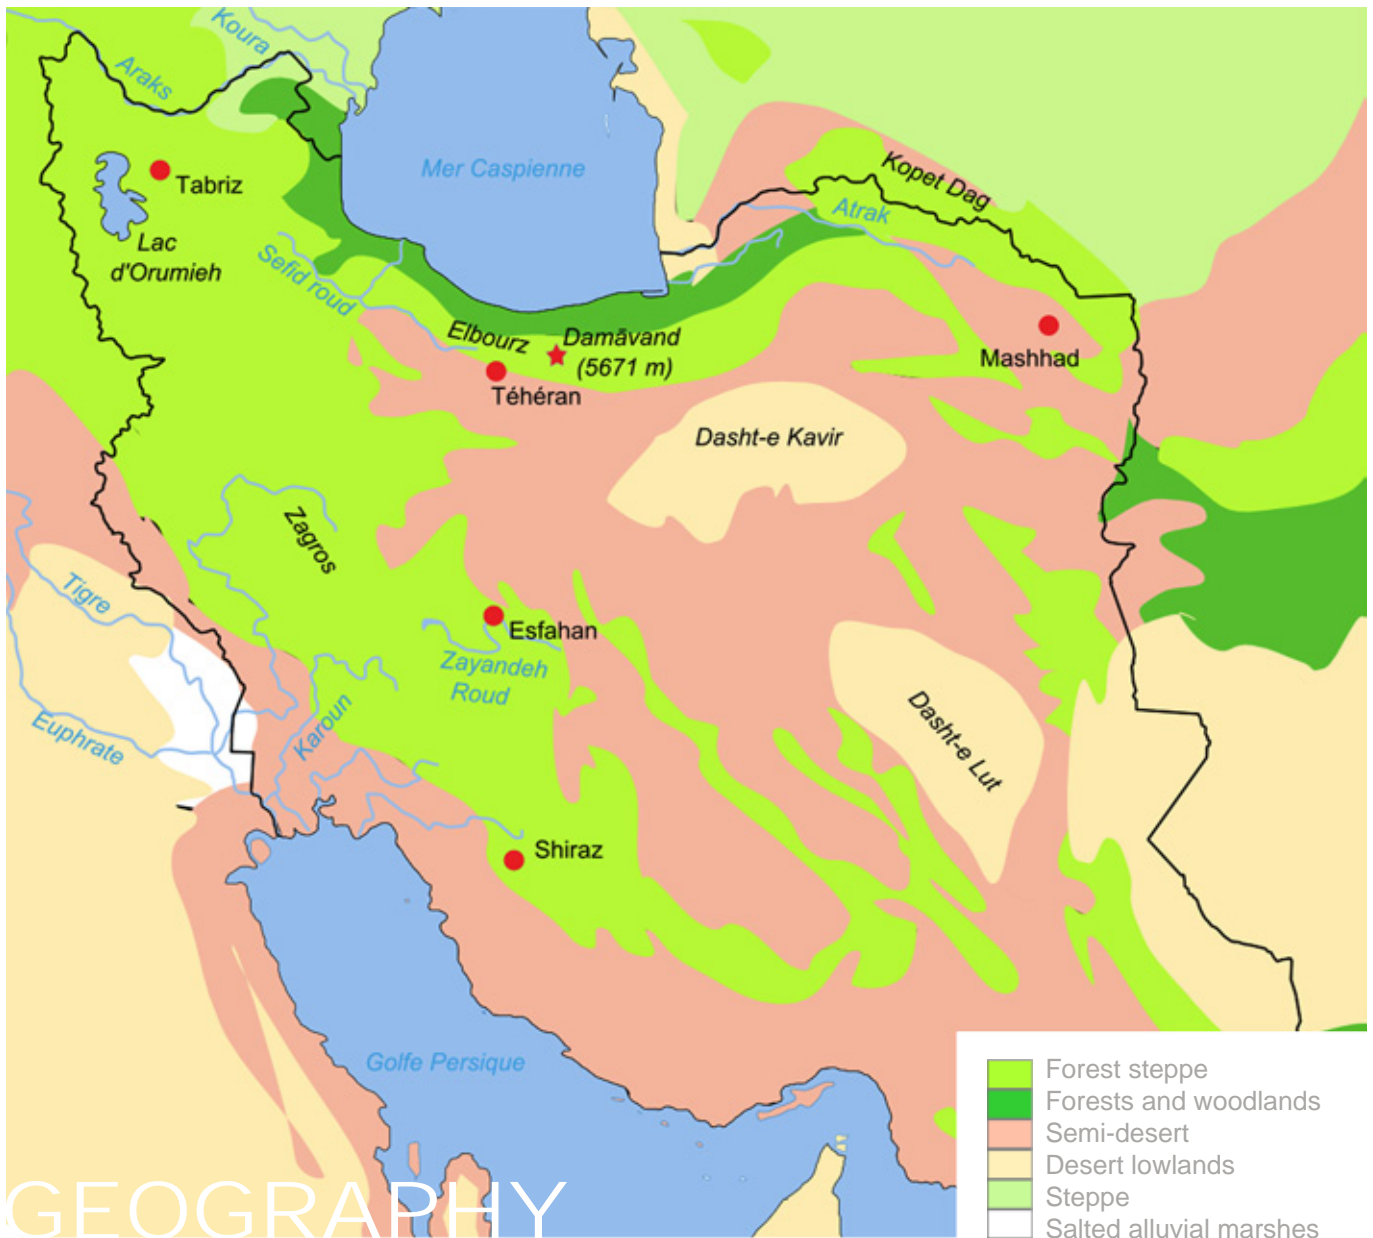 Koura
Araks
Mer Caspienne
Kopet Dag
Tabriz
Atrak
Lac
d'Orumieh
Sefid roud
Elbourz
Damāvand
(5671 m)
Mashhad
Téhéran
Dasht-e Kavir
Zagros
Tigre
Esfahan
Zayandeh
Roud
Euphrate
Karoun
Dasht-e Lut
Shiraz
Golfe Persique
Forest steppe
Forests and woodlands
Semi-desert
Desert lowlands
Steppe
Salted alluvial marshes
GEOGRAPHY